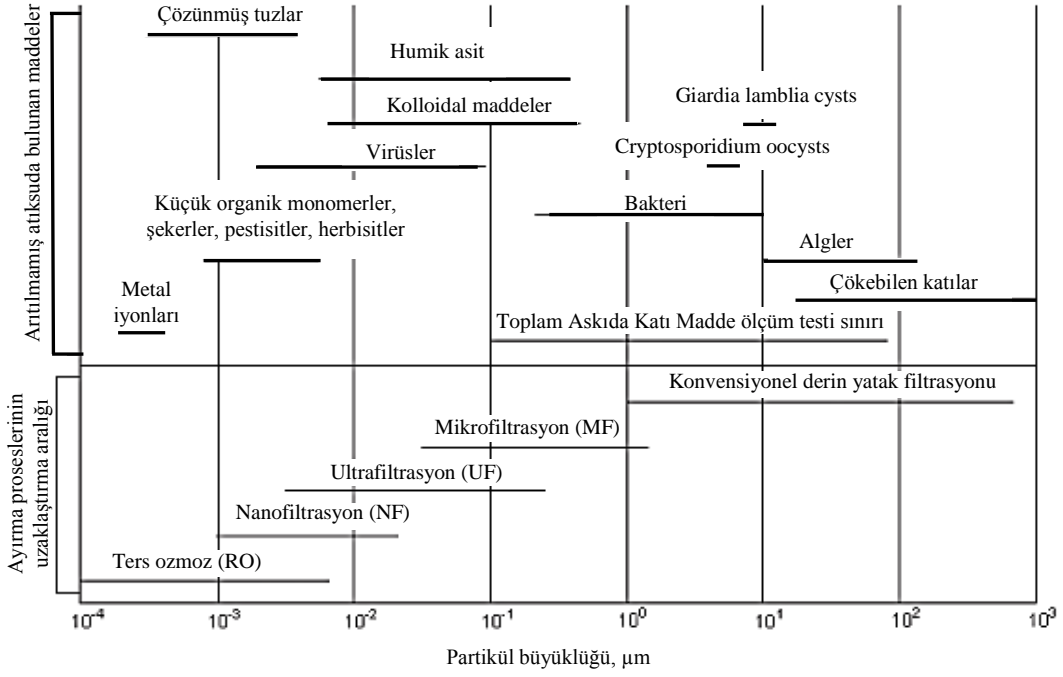 Arıtılmamış atıksuda bulunan maddeler
Çözünmüş tuzlar
Humik asit
Kolloidal maddeler
Giardia lamblia cysts
Cryptosporidium oocysts
Virüsler
Küçük organik monomerler,
şekerler, pestisitler, herbisitler
Bakteri
Algler
Çökebilen katılar
Metal
iyonları
Toplam Askıda Katı Madde ölçüm testi sınırı
Ayırma proseslerinin
uzaklaştırma aralığı
Konvensiyonel derin yatak filtrasyonu
Mikrofiltrasyon (MF)
Ultrafiltrasyon (UF)
Nanofiltrasyon (NF)
Ters ozmoz (RO)
10⁻⁴ 10⁻³ 10⁻² 10⁻¹ 10⁰ 10¹ 10² 10⁻³
Partikül büyüklüğü, µm